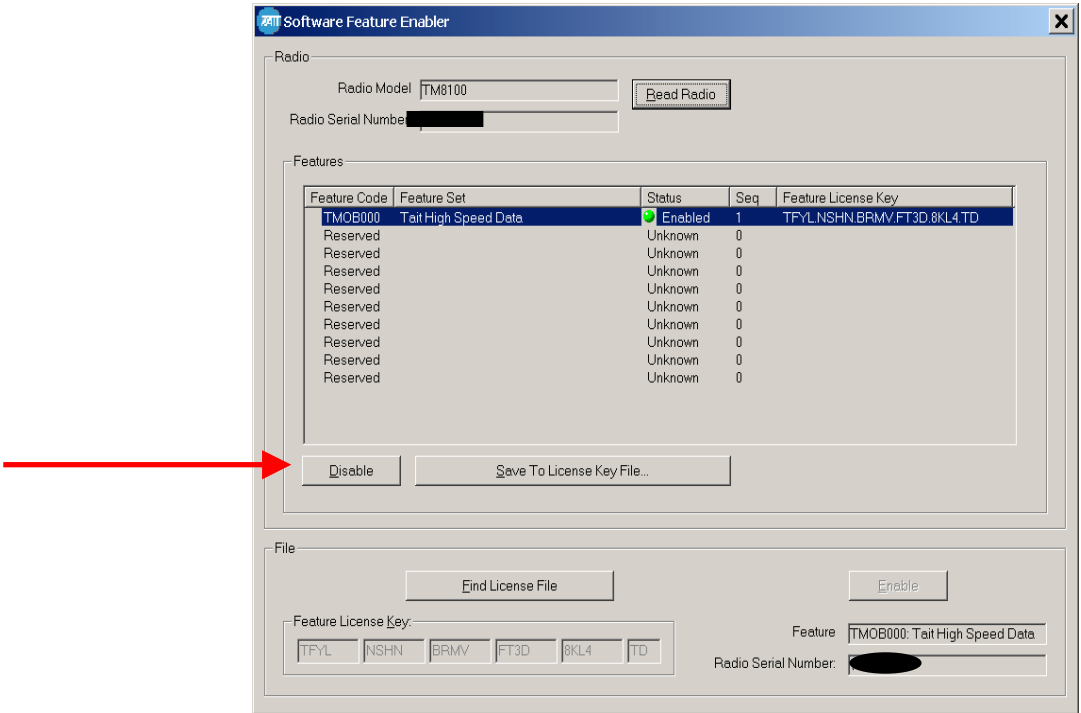 TAIT Software Feature Enabler
Radio
Radio Model TM8100
Read Radio
Radio Serial Number
Features
Feature Code Feature Set Status Seq Feature License Key
TMOB000 Tait High Speed Data Enabled 1 TFYL.NSHN.BRMV.FT3D.8KL4.TD
Reserved Unknown 0
Reserved Unknown 0
Reserved Unknown 0
Reserved Unknown 0
Reserved Unknown 0
Reserved Unknown 0
Reserved Unknown 0
Reserved Unknown 0
Reserved Unknown 0
Disable Save To License Key File...
File
Find License File Enable
Feature License Key:
TFYL NSHN BRMV FT3D 8KL4 TD
Feature TMOB000: Tait High Speed Data
Radio Serial Number: